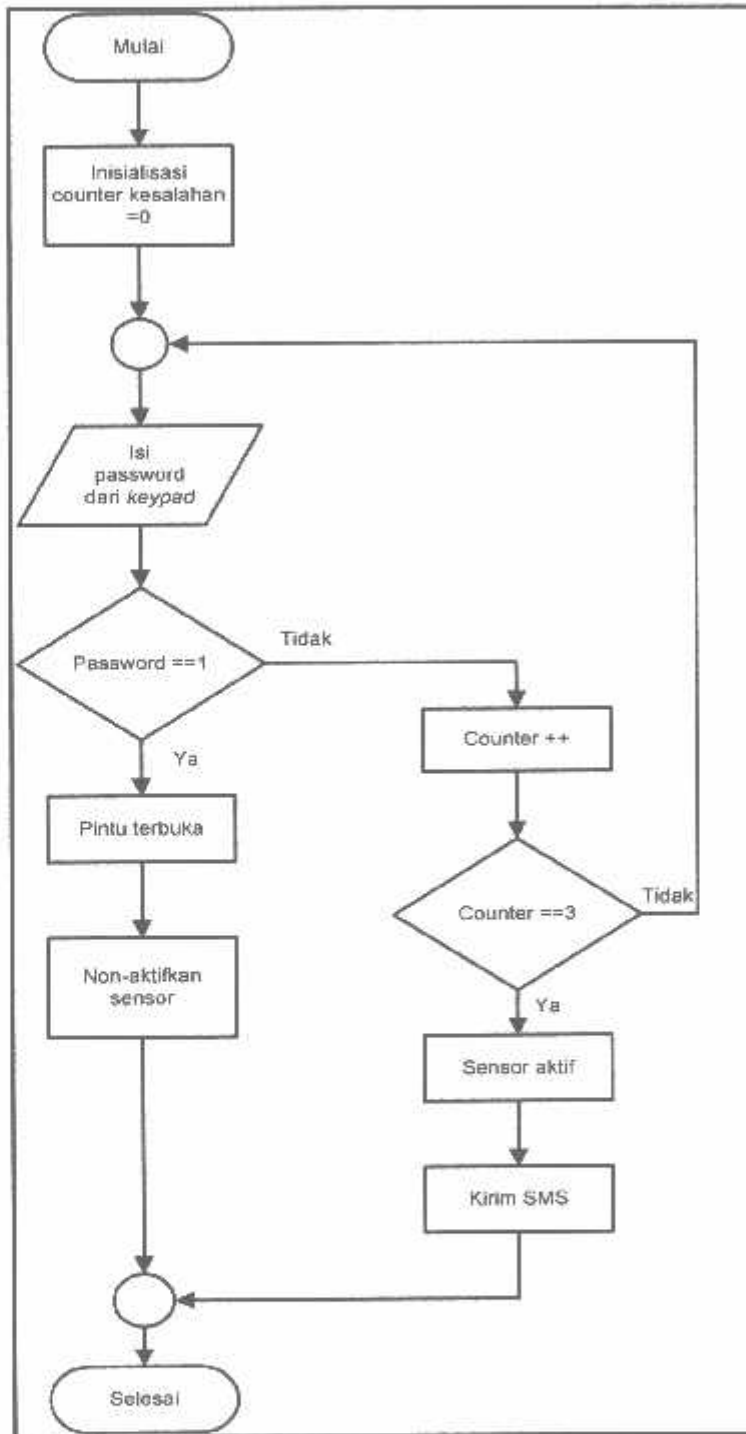 Mulai
Inisialisasi
counter kesalahan
=0
Isi
password
dari keypad
Password ==1
Tidak
Ya
Counter ++
Pintu terbuka
Counter ==3
Tidak
Non-aktifkan
sensor
Ya
Sensor aktif
Kirim SMS
Selesai